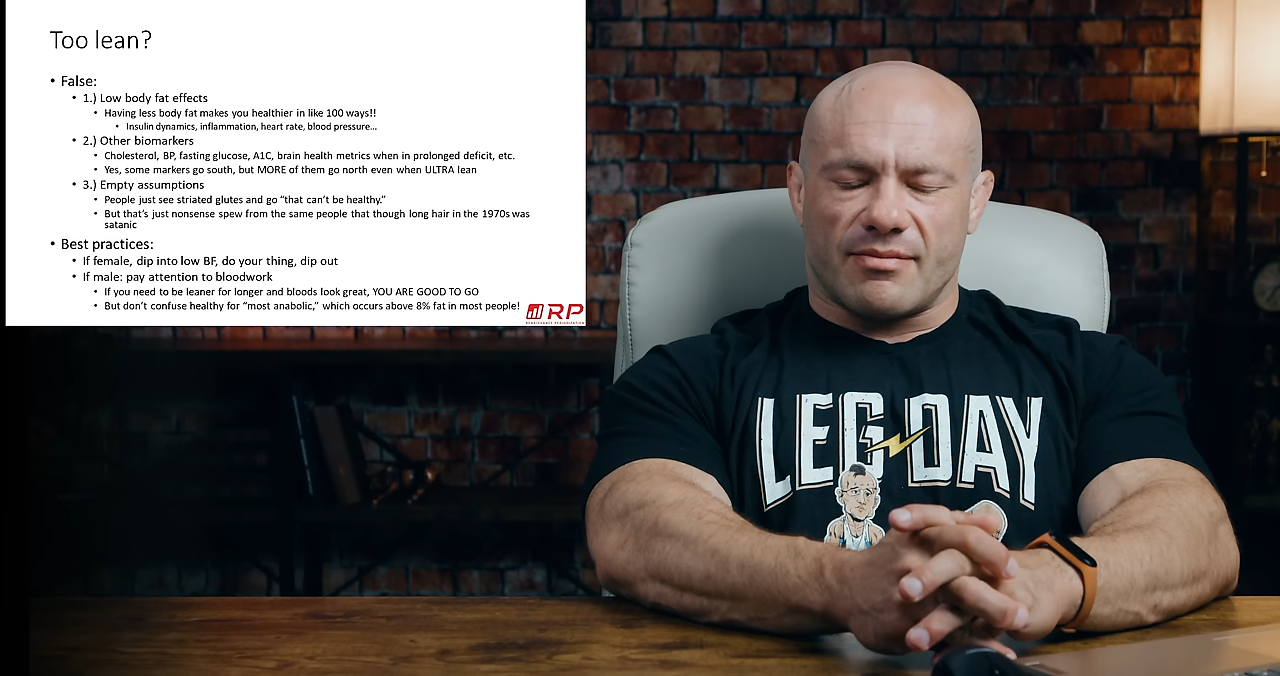 Too lean?
• False:
• 1.) Low body fat effects
• Having less body fat makes you healthier in like 100 ways!!
• Insulin dynamics, inflammation, heart rate, blood pressure…
• 2.) Other biomarkers
• Cholesterol, BP, fasting glucose, A1C, brain health metrics when in prolonged deficit, etc.
• Yes, some markers go south, but MORE of them go north even when ULTRA lean
• 3.) Empty assumptions
• People just see striated glutes and go “that can’t be healthy.”
• But that’s just nonsense spew from the same people that though long hair in the 1970s was
satanic
• Best practices:
• If female, dip into low BF, do your thing, dip out
• If male: pay attention to bloodwork
• If you need to be leaner for longer and bloods look great, YOU ARE GOOD TO GO
• But don’t confuse healthy for “most anabolic,” which occurs above 8% fat in most people!
RP
RENAISSANCE PERIODIZATION
LEG DAY